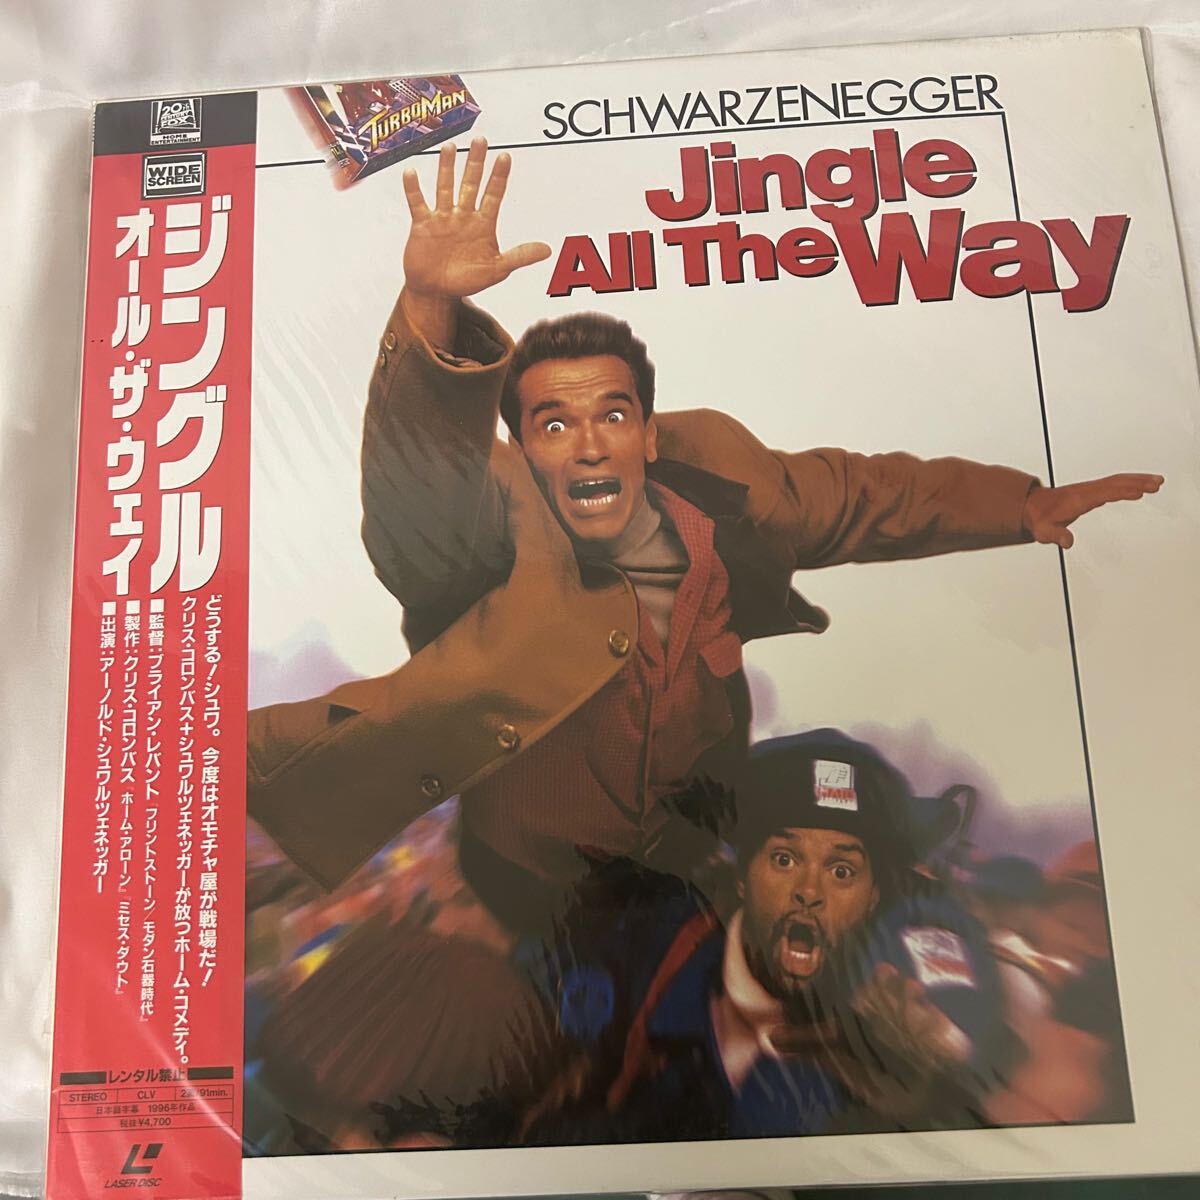 20th
CENTURY
FOX
HOME
ENTERTAINMENT
WIDE
SCREEN
ジングル
オール・ザ・ウェイ
どうする!シュワ。今度はオモチャ屋が戦場だ!
クリス・コロンバス+シュワルツェネッガーが放つホーム・コメディ。
■監督:ブライアン・レバント『フリントストーン/モダン石器時代』
■製作:クリス・コロンバス『ホーム・アローン』『ミセス・ダウト』
■出演:アーノルド・シュワルツェネッガー
レンタル禁止
STEREO CLV 2面/91min.
日本語字幕 1996年作品
税抜¥4,700
LASER DISC
TURBOMAN
SCHWARZENEGGER
Jingle
All The Way